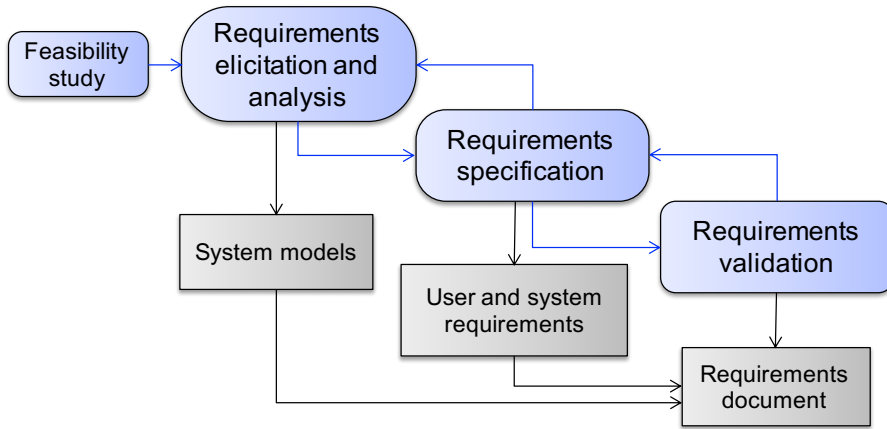 Feasibility
study
Requirements
elicitation and
analysis
Requirements
specification
Requirements
validation
System models
User and system
requirements
Requirements
document